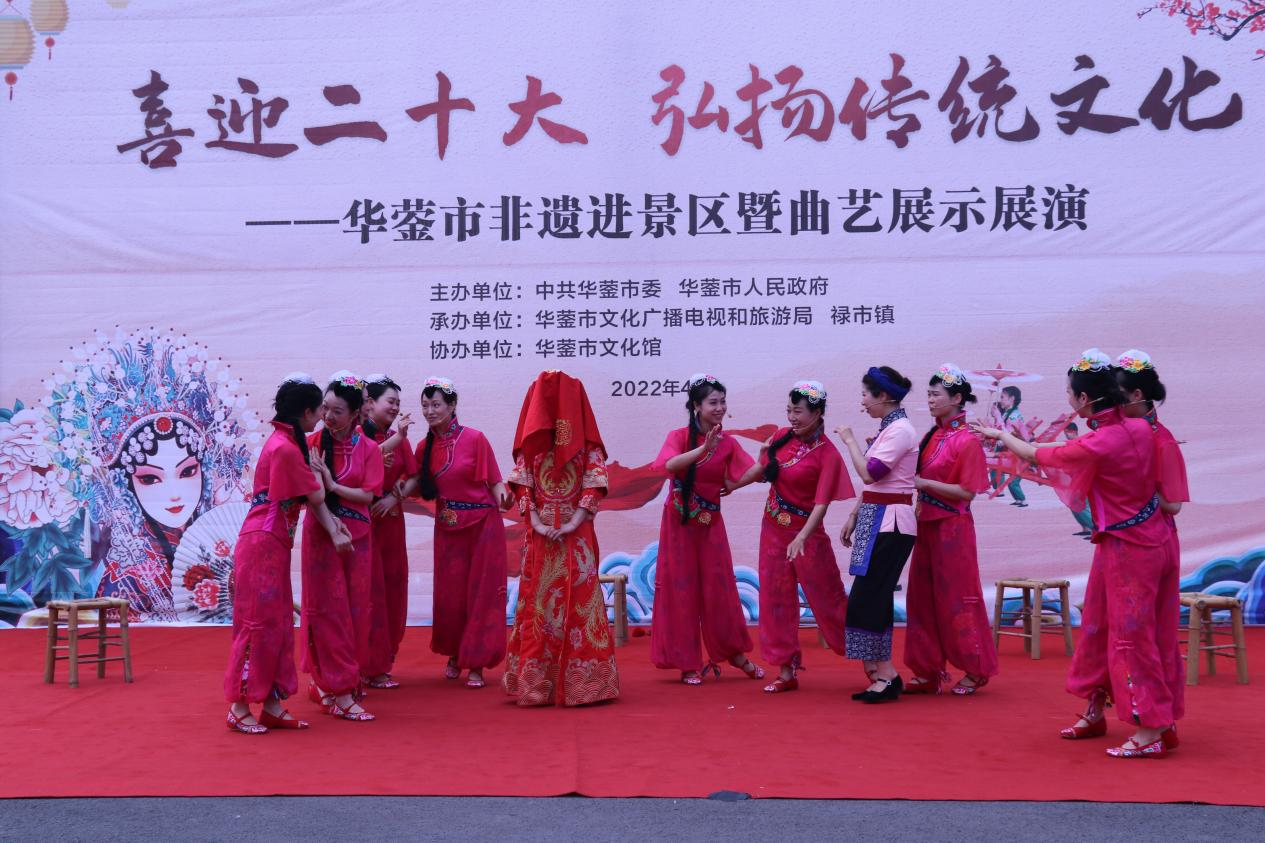 喜迎二十大 弘扬传统文化
——华蓥市非遗进景区暨曲艺展示展演
主办单位：中共华蓥市委 华蓥市人民政府
承办单位：华蓥市文化广播电视和旅游局 禄市镇
协办单位：华蓥市文化馆
2022年4